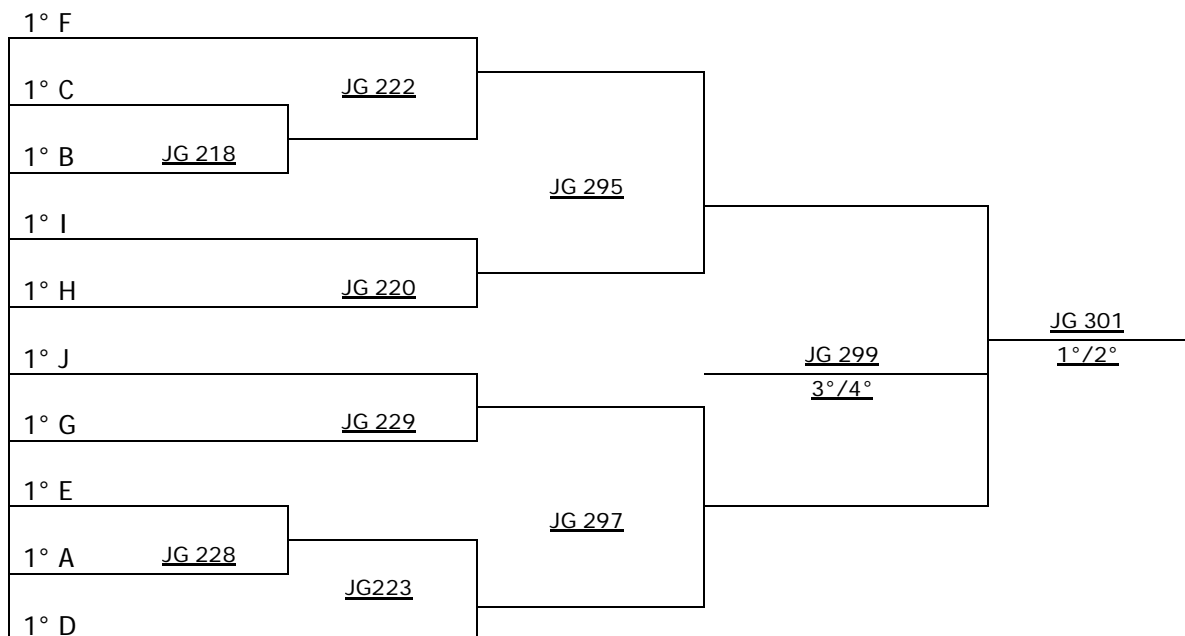 1° F
1° C
JG 222
1° B
JG 218
JG 295
1° I
1° H
JG 220
JG 301
1° J
JG 299
1°/2°
3°/4°
1° G
JG 229
1° E
JG 297
1° A
JG 228
JG223
1° D